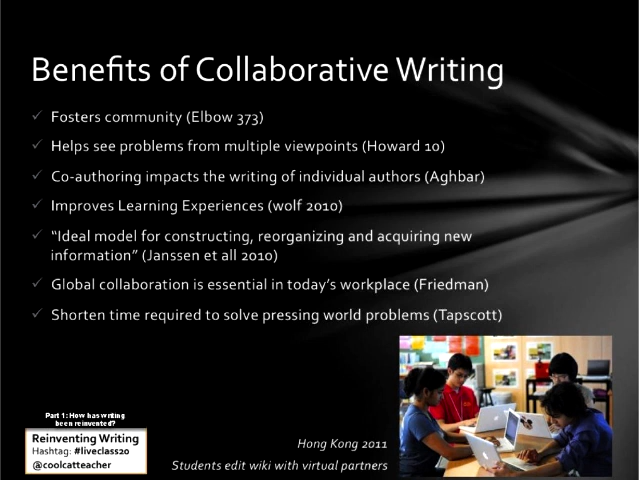 Benefits of Collaborative Writing
✓ Fosters community (Elbow 373)
✓ Helps see problems from multiple viewpoints (Howard 10)
✓ Co-authoring impacts the writing of individual authors (Aghbar)
✓ Improves Learning Experiences (wolf 2010)
✓ “Ideal model for constructing, reorganizing and acquiring new
information” (Janssen et all 2010)
✓ Global collaboration is essential in today’s workplace (Friedman)
✓ Shorten time required to solve pressing world problems (Tapscott)
Part 1: How has writing
been reinvented?
Reinventing Writing
Hashtag: #liveclass20
@coolcatteacher
Hong Kong 2011
Students edit wiki with virtual partners